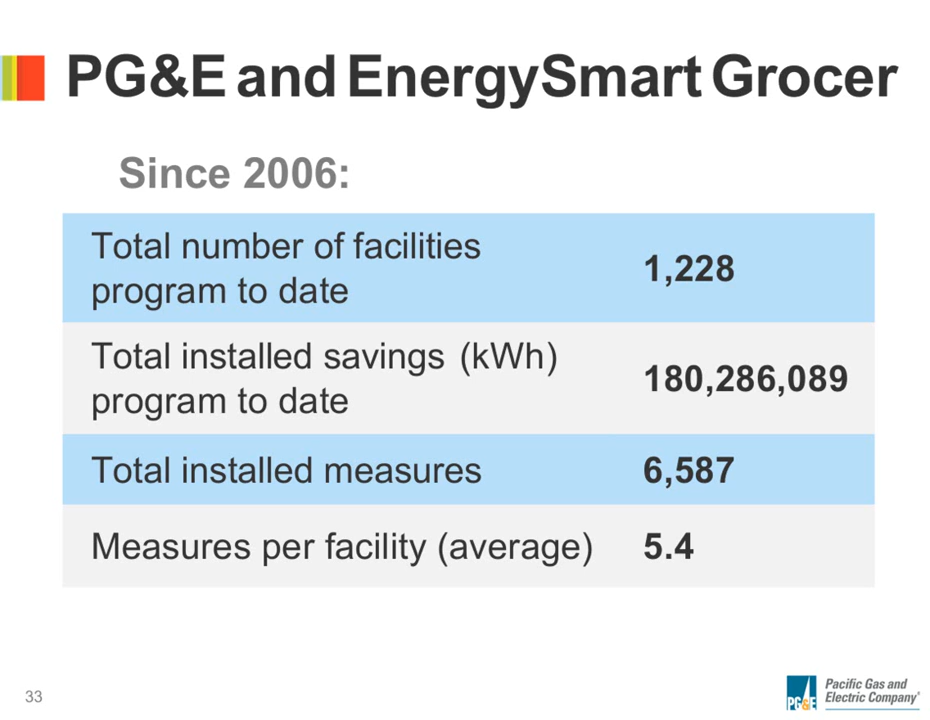 PG&E and EnergySmart Grocer
Since 2006:
Total number of facilities
program to date
1,228
Total installed savings (kWh)
program to date
180,286,089
Total installed measures
6,587
Measures per facility (average)
5.4
33
PG&E
Pacific Gas and
Electric Company®